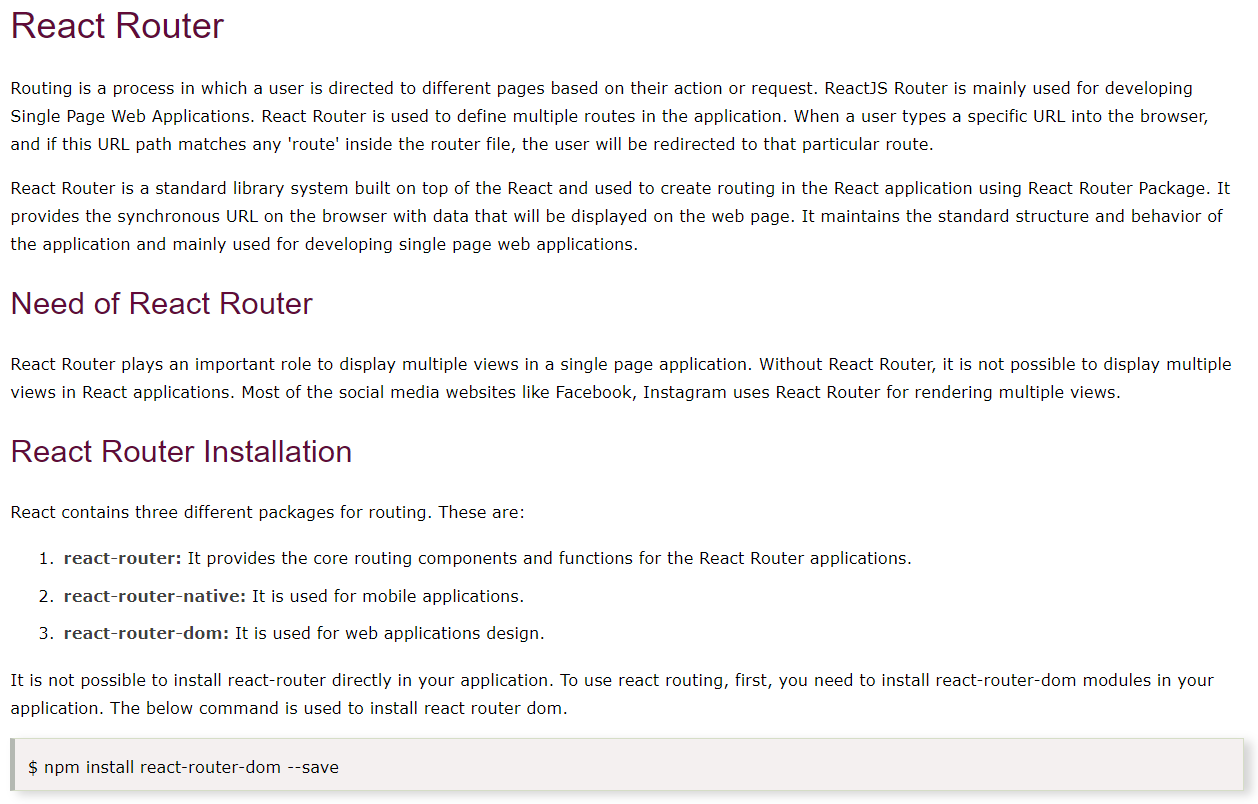 React Router
Routing is a process in which a user is directed to different pages based on their action or request. ReactJS Router is mainly used for developing
Single Page Web Applications. React Router is used to define multiple routes in the application. When a user types a specific URL into the browser,
and if this URL path matches any 'route' inside the router file, the user will be redirected to that particular route.
React Router is a standard library system built on top of the React and used to create routing in the React application using React Router Package. It
provides the synchronous URL on the browser with data that will be displayed on the web page. It maintains the standard structure and behavior of
the application and mainly used for developing single page web applications.
Need of React Router
React Router plays an important role to display multiple views in a single page application. Without React Router, it is not possible to display multiple
views in React applications. Most of the social media websites like Facebook, Instagram uses React Router for rendering multiple views.
React Router Installation
React contains three different packages for routing. These are:
1. react-router: It provides the core routing components and functions for the React Router applications.
2. react-router-native: It is used for mobile applications.
3. react-router-dom: It is used for web applications design.
It is not possible to install react-router directly in your application. To use react routing, first, you need to install react-router-dom modules in your
application. The below command is used to install react router dom.
$ npm install react-router-dom --save